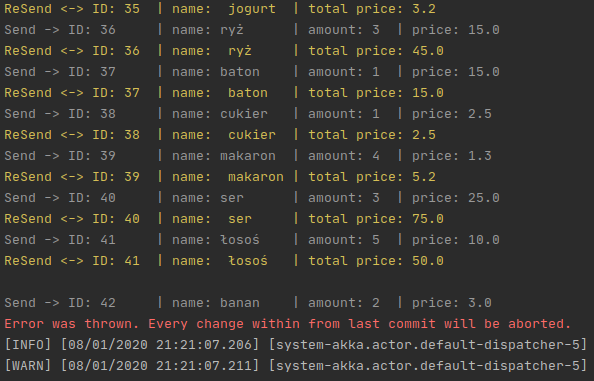 ReSend <-> ID: 35  | name:  jogurt  | total price: 3.2
Send -> ID: 36     | name: ryż     | amount: 3  | price: 15.0
ReSend <-> ID: 36  | name:  ryż     | total price: 45.0
Send -> ID: 37     | name: baton   | amount: 1  | price: 15.0
ReSend <-> ID: 37  | name:  baton   | total price: 15.0
Send -> ID: 38     | name: cukier  | amount: 1  | price: 2.5
ReSend <-> ID: 38  | name:  cukier  | total price: 2.5
Send -> ID: 39     | name: makaron | amount: 4  | price: 1.3
ReSend <-> ID: 39  | name:  makaron | total price: 5.2
Send -> ID: 40     | name: ser     | amount: 3  | price: 25.0
ReSend <-> ID: 40  | name:  ser     | total price: 75.0
Send -> ID: 41     | name: łosoś   | amount: 5  | price: 10.0
ReSend <-> ID: 41  | name:  łosoś   | total price: 50.0
Send -> ID: 42     | name: banan   | amount: 2  | price: 3.0
Error was thrown. Every change within from last commit will be aborted.
[INFO] [08/01/2020 21:21:07.206] [system-akka.actor.default-dispatcher-5]
[WARN] [08/01/2020 21:21:07.211] [system-akka.actor.default-dispatcher-5]